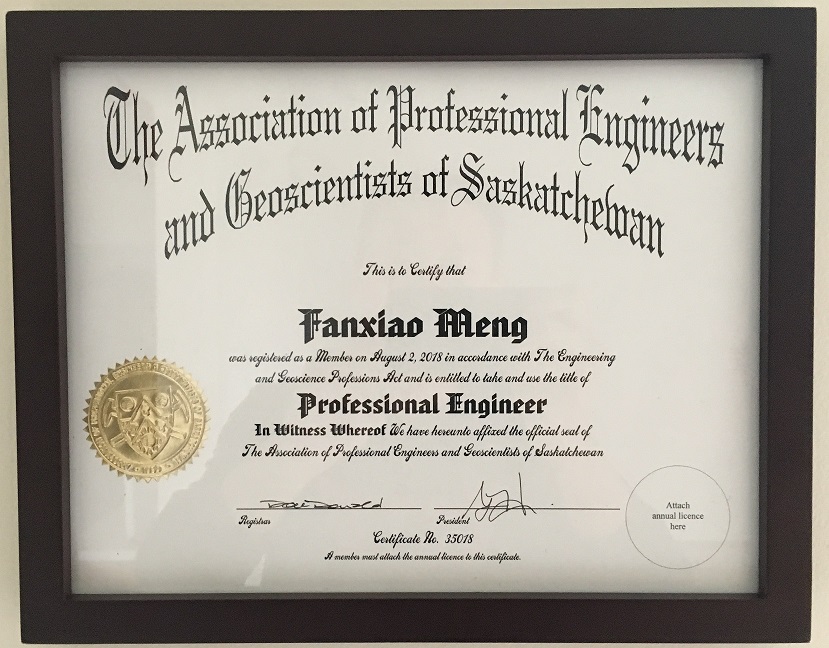 The Association of Professional Engineers
and Geoscientists of Saskatchewan
This is to Certify that
Fanxiao Meng
was registered as a Member on August 2, 2018 in accordance with The Engineering
and Geoscience Professions Act and is entitled to take and use the title of
Professional Engineer
In Witness Whereof We have hereunto affixed the official seal of
The Association of Professional Engineers and Geoscientists of Saskatchewan
Registrar
President
Attach
annual licence
here
Certificate No. 35018
A member must attach the annual licence to this certificate.